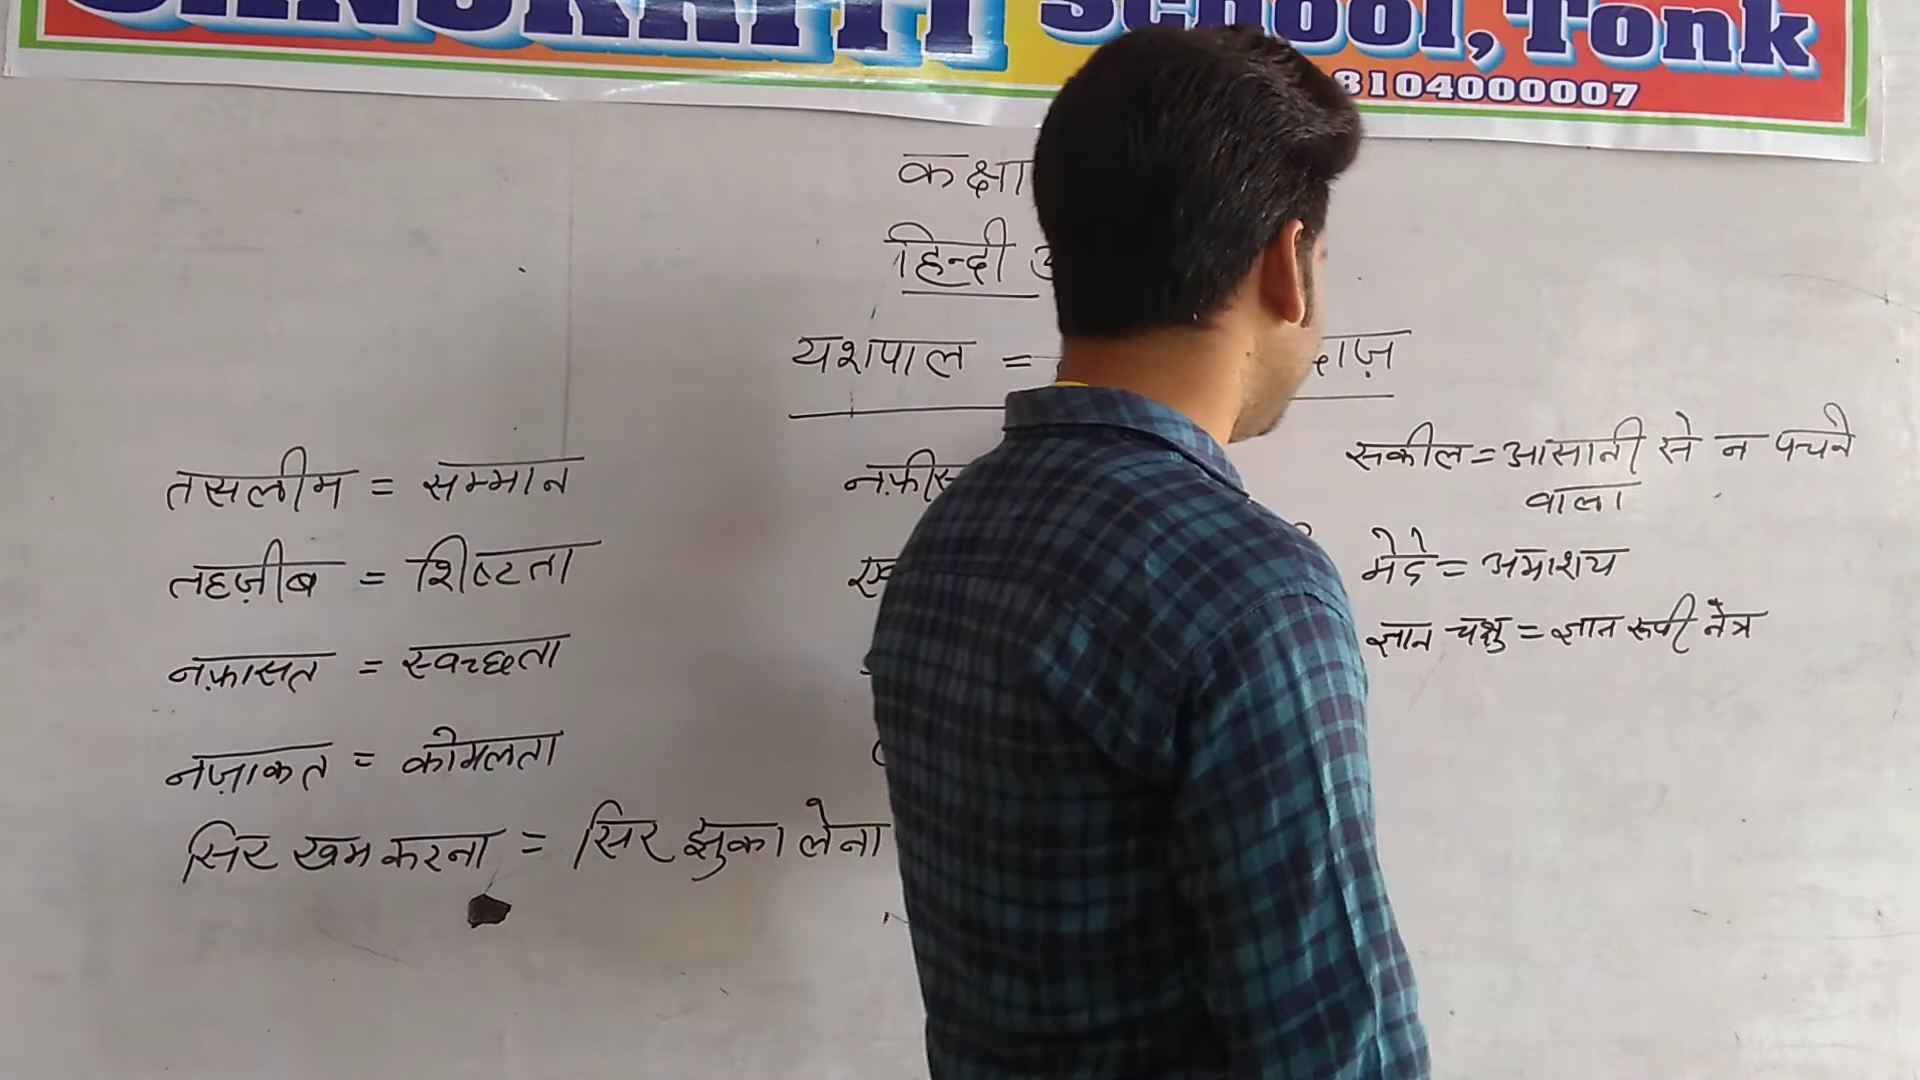 School, Tonk
8104000007
कक्षा
हिन्दी
यशपाल =
तसलीम = सम्मान
तहज़ीब = शिष्टता
नफ़ासत = स्वच्छता
नज़ाकत = कोमलता
सिर खम करना = सिर झुका लेना
सकील = आसानी से न पचने
वाला
मेदे = अमाशय
ज्ञान चक्षु = ज्ञान रूपी नेत्र